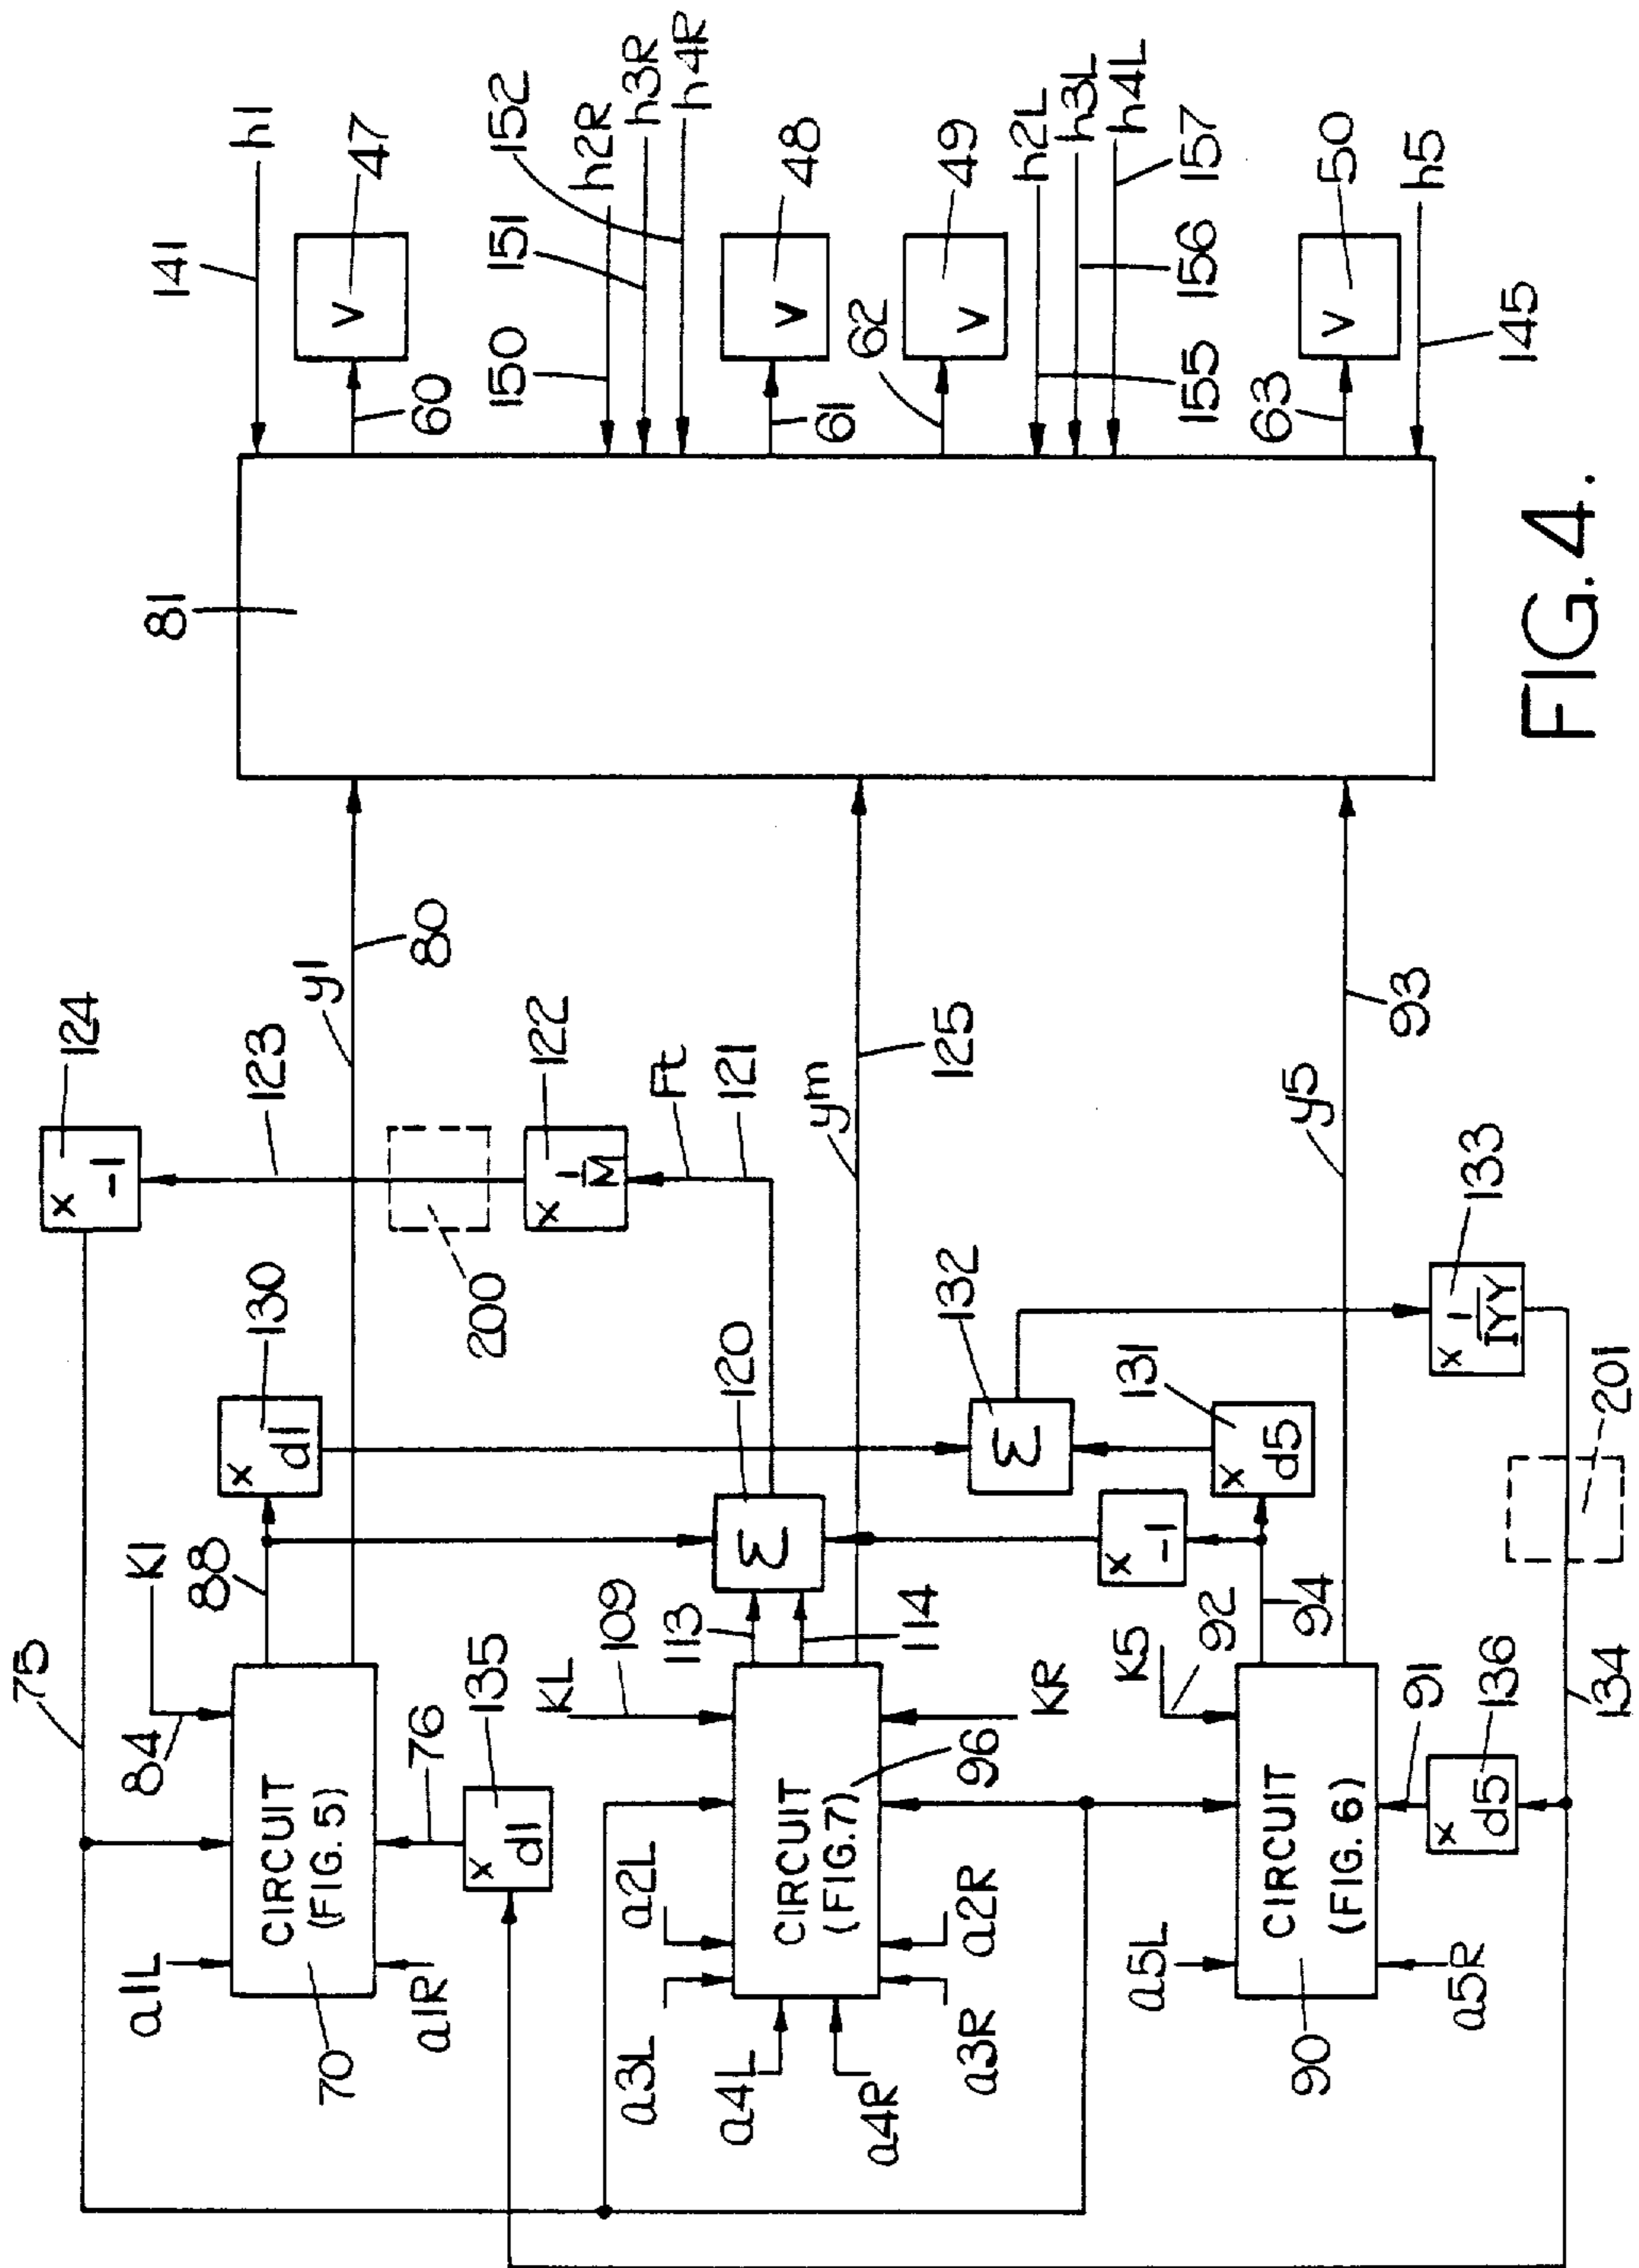 75
124
x
-1
123
K1
84
88
x
d1
130
y1
80
200
a1L
CIRCUIT
(FIG. 5)
a1R
70
76
x
d1
135
x
1
M
122
Ft
121
81
141
h1
V
47
60
150
h2R
151
h3R
152
h4R
V
48
61
62
V
49
KL
109
113
114
Σ
120
a2L
a3L
a4L
CIRCUIT
(FIG.7)
a4R
a3R
a2R
96
KR
ym
125
Σ
132
x
-1
x
d5
131
155
h2L
156
h3L
157
h4L
V
50
63
145
h5
K5
92
94
a5L
CIRCUIT
(FIG. 6)
a5R
90
91
x
d5
136
y5
93
x
1
IYY
133
134
201
FIG. 4.